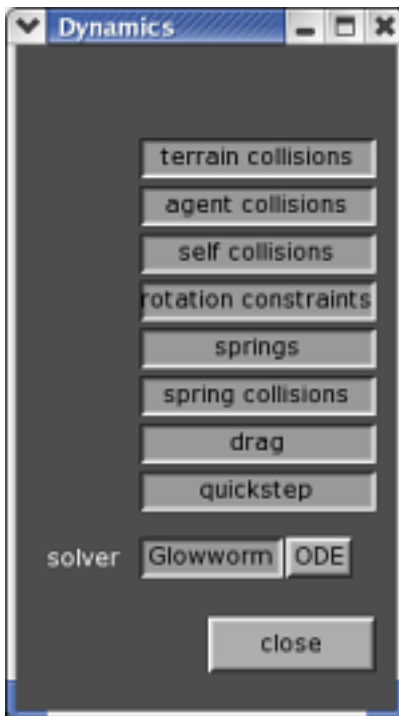 Dynamics
terrain collisions
agent collisions
self collisions
rotation constraints
springs
spring collisions
drag
quickstep
solver Glowworm ODE
close